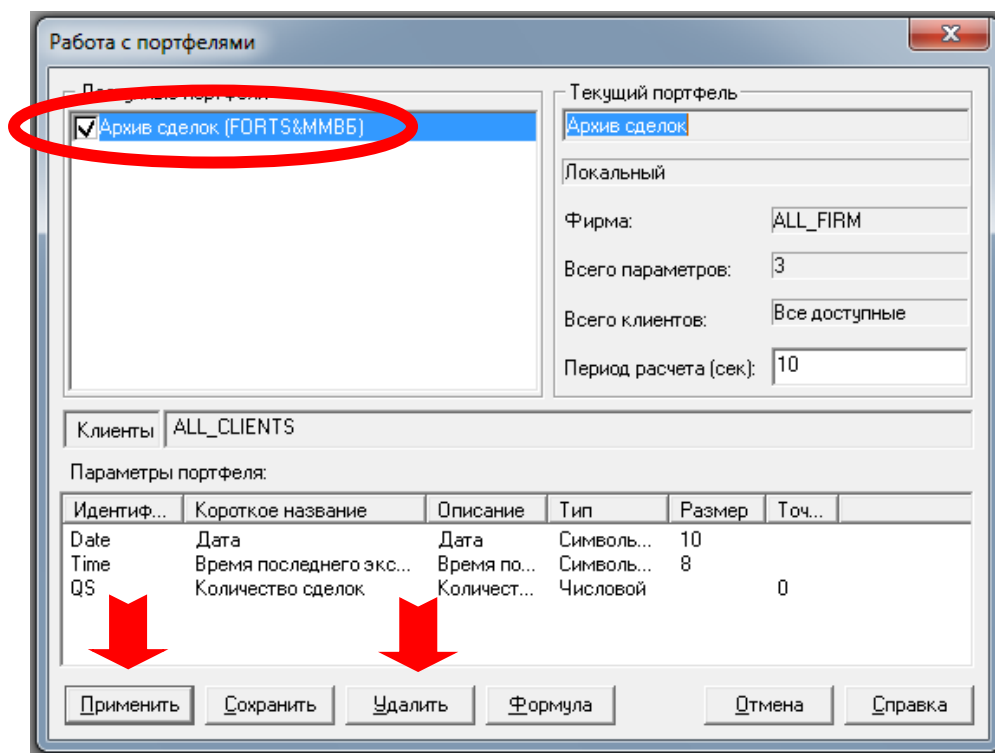 Работа с портфелями
Текущий портфель
Архив сделок (FORTS&ММВБ)
Архив сделок
Локальный
Фирма: ALL_FIRM
Всего параметров: 3
Всего клиентов: Все доступные
Период расчета (сек): 10
Клиенты ALL_CLIENTS
Параметры портфеля:
Идентиф... Короткое название Описание Тип Размер Точ...
Date Дата Дата Символь... 10
Time Время последнего экс... Время по... Символь... 8
QS Количество сделок Количест... Числовой 0
Применить Сохранить Удалить Формула Отмена Справка